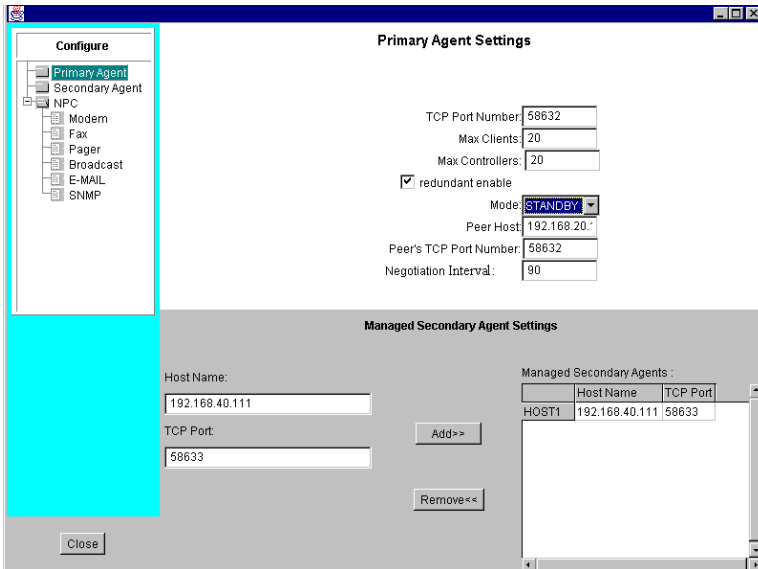 Configure
Primary Agent
Secondary Agent
NPC
Modem
Fax
Pager
Broadcast
E-MAIL
SNMP
Primary Agent Settings
TCP Port Number: 58632
Max Clients: 20
Max Controllers: 20
redundant enable
Mode: STANDBY
Peer Host: 192.168.20.
Peer's TCP Port Number: 58632
Negotiation Interval: 90
Managed Secondary Agent Settings
Host Name:
192.168.40.111
TCP Port:
58633
Add>>
Remove<<
Managed Secondary Agents :
Host Name TCP Port
HOST1 192.168.40.111 58633
Close